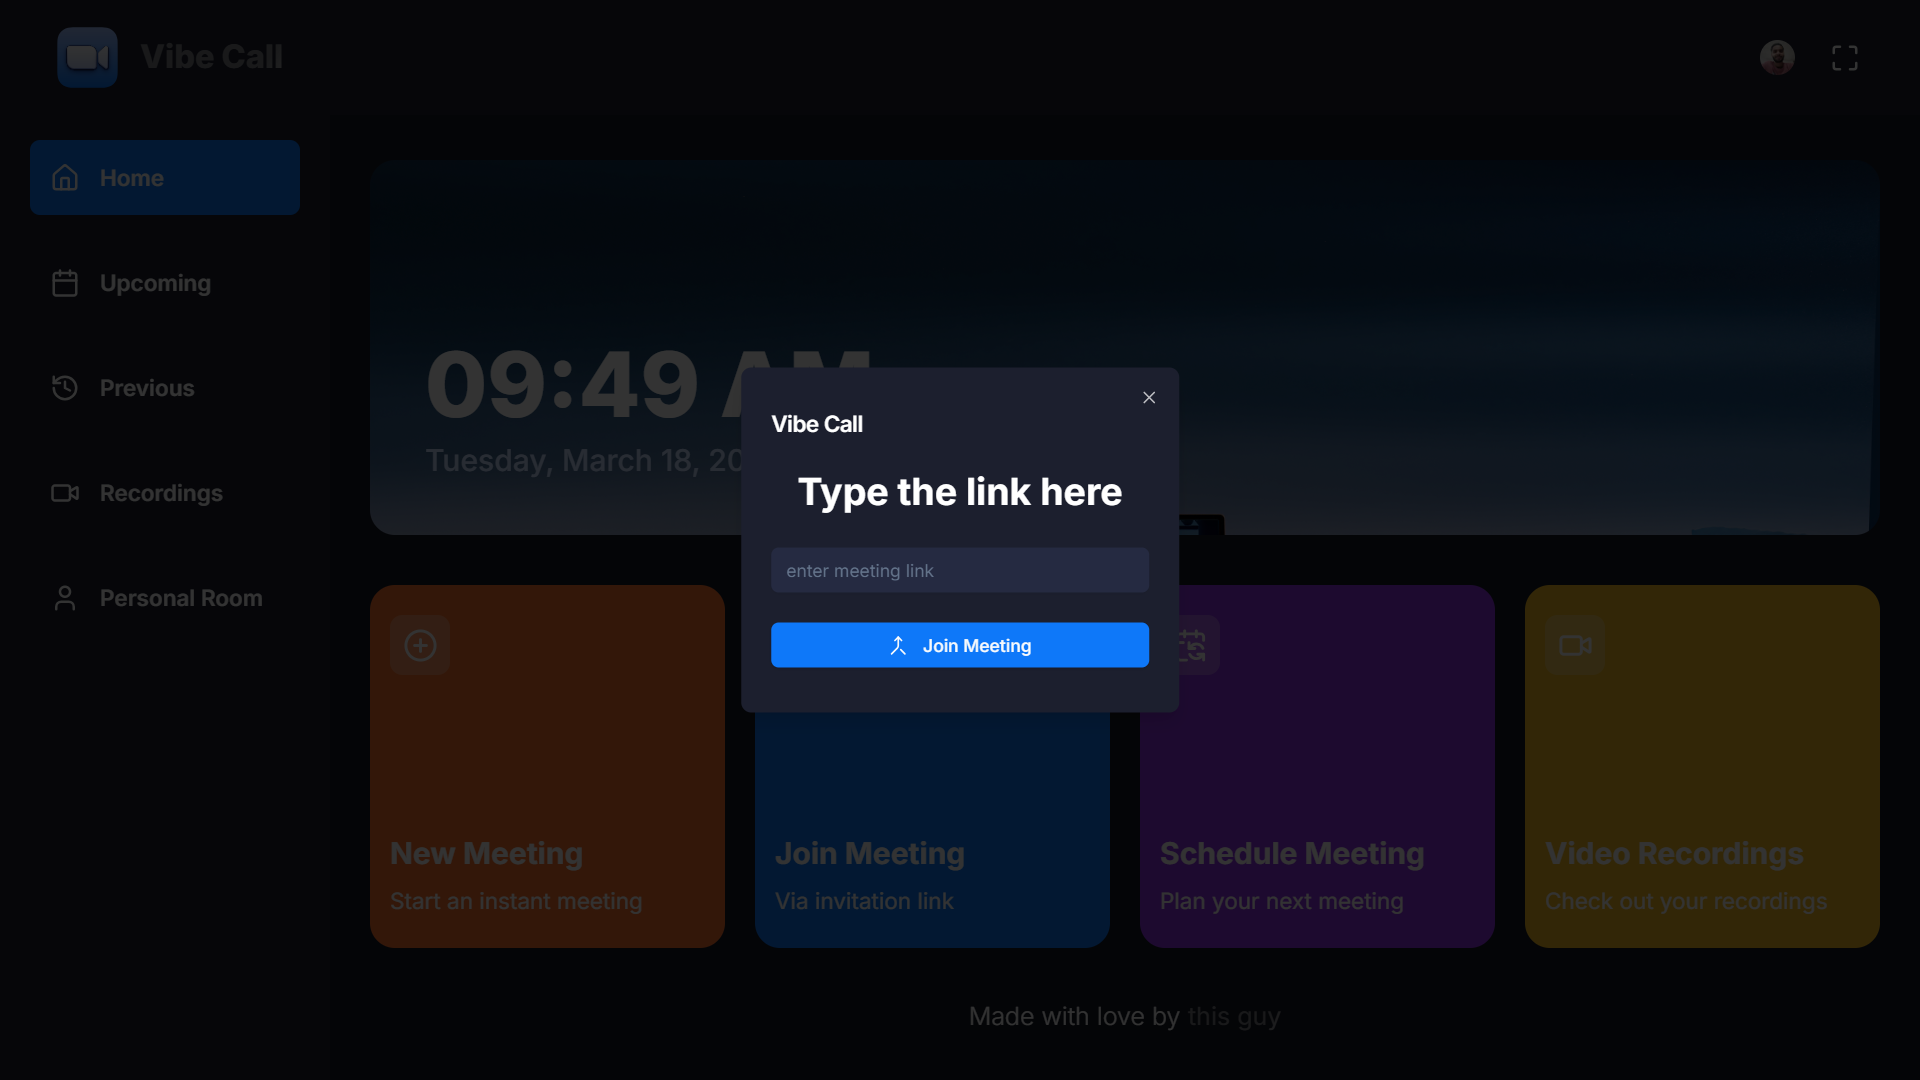 Vibe Call
Home
Upcoming
Previous
Recordings
Personal Room
09:49 AM
Tuesday, March 18, 20
Vibe Call
Type the link here
enter meeting link
Join Meeting
New Meeting
Start an instant meeting
Join Meeting
Via invitation link
Schedule Meeting
Plan your next meeting
Video Recordings
Check out your recordings
Made with love by this guy